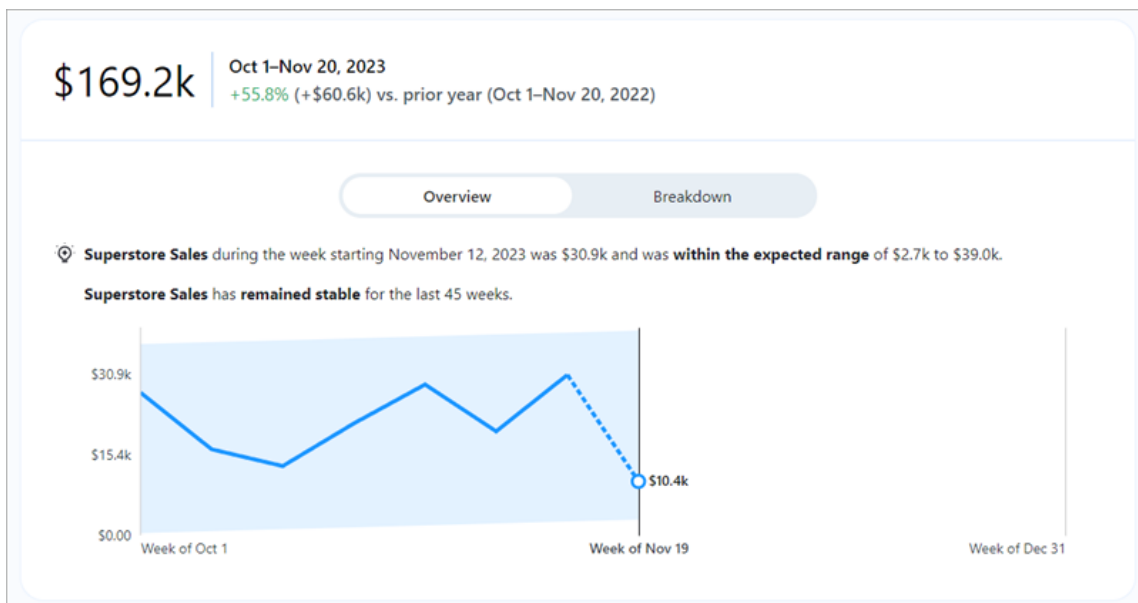 $169.2k
Oct 1–Nov 20, 2023
+55.8% (+$60.6k) vs. prior year (Oct 1–Nov 20, 2022)
Overview
Breakdown
Superstore Sales during the week starting November 12, 2023 was $30.9k and was within the expected range of $2.7k to $39.0k.
Superstore Sales has remained stable for the last 45 weeks.
$30.9k
$15.4k
$10.4k
$0.00
Week of Oct 1
Week of Nov 19
Week of Dec 31